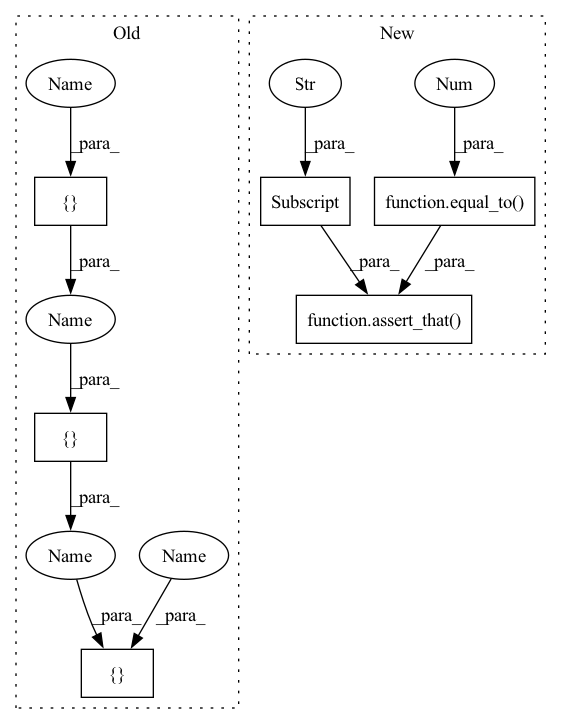 Old
New
Name
Str
Num
_para_
_para_
_para_
{}
Subscript
function.equal_to()
_para_
_para_
_para_
Name
function.assert_that()
_para_
{}
_para_
Name
Name
_para_
_para_
{}